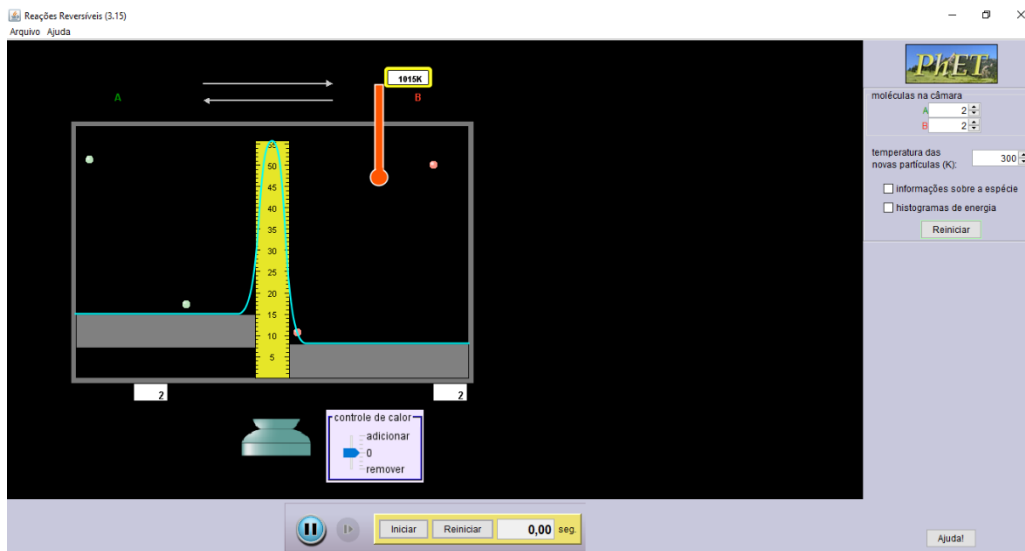 Reações Reversíveis (3.15)
Arquivo Ajuda
1015K
A
B
PhET
moléculas na câmara
A 2
B 2
temperatura das
novas partículas (K): 300
informações sobre a espécie
histogramas de energia
Reiniciar
50
45
40
35
30
25
20
15
10
5
2
2
controle de calor
adicionar
0
remover
Iniciar Reiniciar 0,00 seg.
Ajuda!